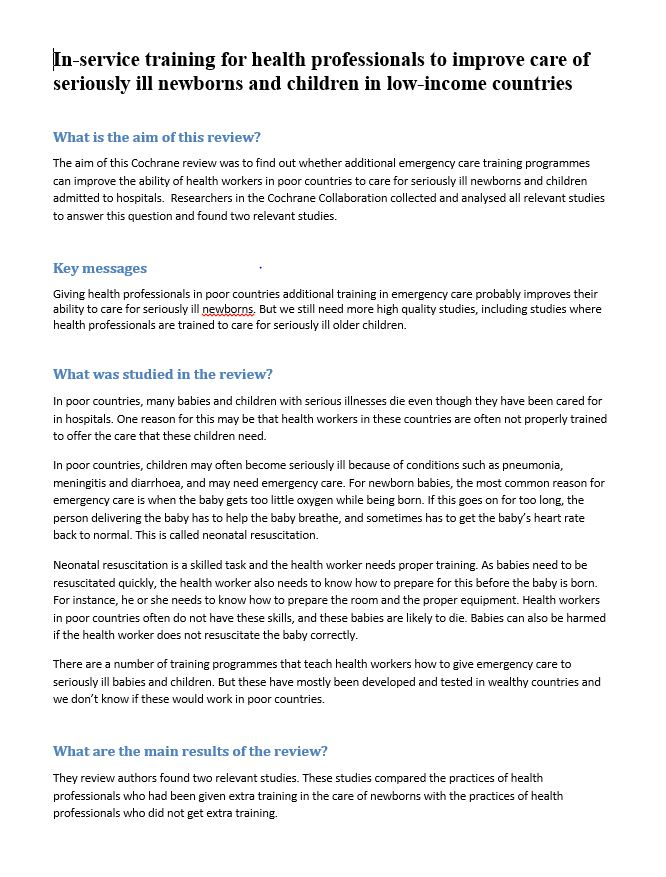 In-service training for health professionals to improve care of
seriously ill newborns and children in low-income countries
What is the aim of this review?
The aim of this Cochrane review was to find out whether additional emergency care training programmes
can improve the ability of health workers in poor countries to care for seriously ill newborns and children
admitted to hospitals.  Researchers in the Cochrane Collaboration collected and analysed all relevant studies
to answer this question and found two relevant studies.
Key messages
Giving health professionals in poor countries additional training in emergency care probably improves their
ability to care for seriously ill newborns. But we still need more high quality studies, including studies where
health professionals are trained to care for seriously ill older children.
What was studied in the review?
In poor countries, many babies and children with serious illnesses die even though they have been cared for
in hospitals. One reason for this may be that health workers in these countries are often not properly trained
to offer the care that these children need.
In poor countries, children may often become seriously ill because of conditions such as pneumonia,
meningitis and diarrhoea, and may need emergency care. For newborn babies, the most common reason for
emergency care is when the baby gets too little oxygen while being born. If this goes on for too long, the
person delivering the baby has to help the baby breathe, and sometimes has to get the baby’s heart rate
back to normal. This is called neonatal resuscitation.
Neonatal resuscitation is a skilled task and the health worker needs proper training. As babies need to be
resuscitated quickly, the health worker also needs to know how to prepare for this before the baby is born.
For instance, he or she needs to know how to prepare the room and the proper equipment. Health workers
in poor countries often do not have these skills, and these babies are likely to die. Babies can also be harmed
if the health worker does not resuscitate the baby correctly.
There are a number of training programmes that teach health workers how to give emergency care to
seriously ill babies and children. But these have mostly been developed and tested in wealthy countries and
we don’t know if these would work in poor countries.
What are the main results of the review?
They review authors found two relevant studies. These studies compared the practices of health
professionals who had been given extra training in the care of newborns with the practices of health
professionals who did not get extra training.